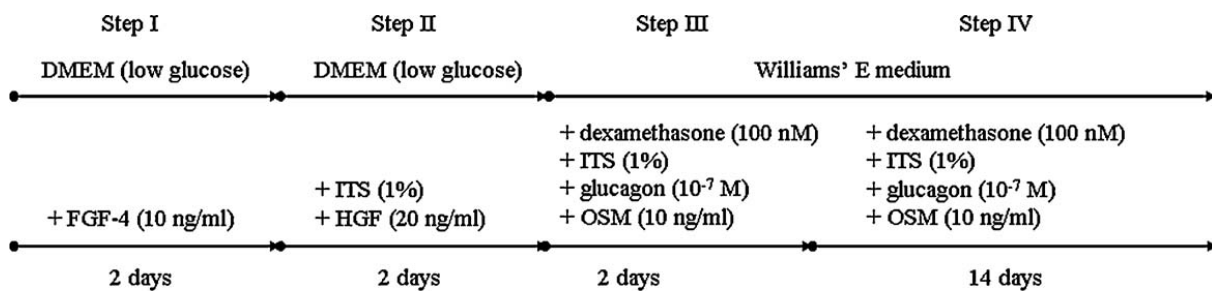 Step I Step II Step III Step IV
DMEM (low glucose) DMEM (low glucose) Williams’ E medium
+ dexamethasone (100 nM) + dexamethasone (100 nM)
+ ITS (1%) + ITS (1%)
+ ITS (1%) + glucagon (10⁻⁷ M) + glucagon (10⁻⁷ M)
+ FGF-4 (10 ng/ml) + HGF (20 ng/ml) + OSM (10 ng/ml) + OSM (10 ng/ml)
2 days 2 days 2 days 14 days